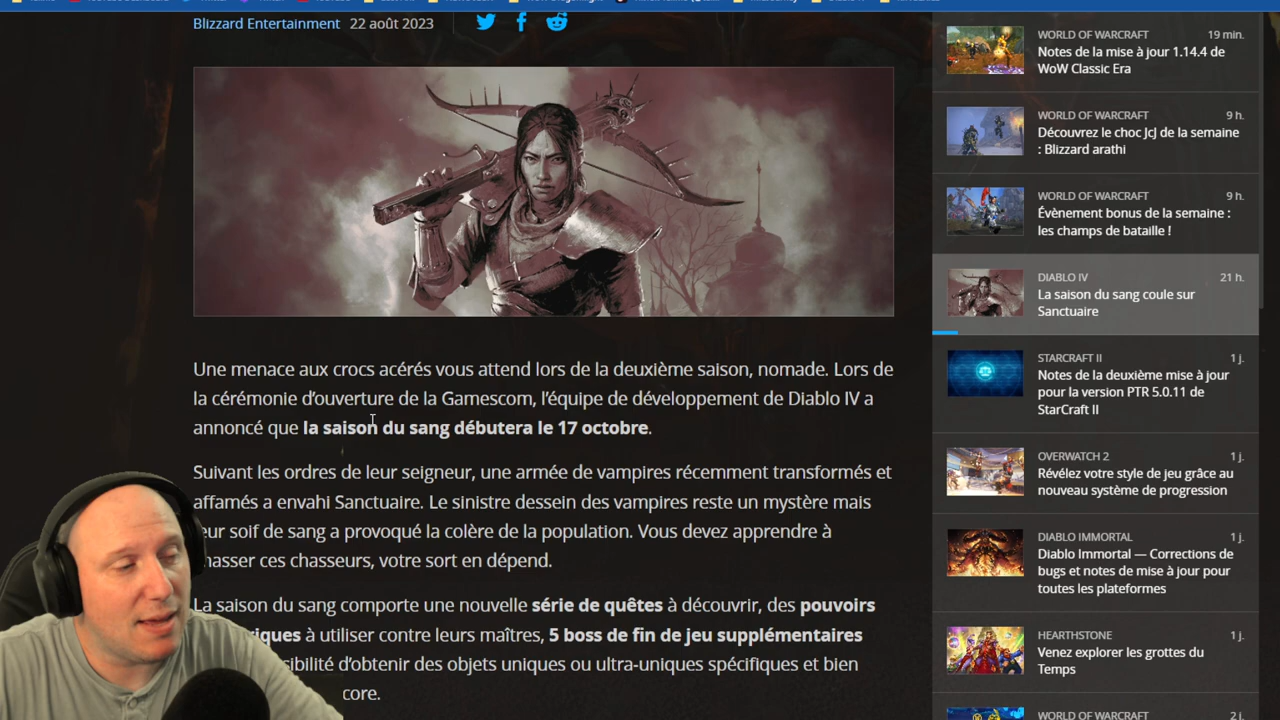 Blizzard Entertainment 22 août 2023
Une menace aux crocs acérés vous attend lors de la deuxième saison, nomade. Lors de
la cérémonie d'ouverture de la Gamescom, l'équipe de développement de Diablo IV a
annoncé que la saison du sang débutera le 17 octobre.
Suivant les ordres de leur seigneur, une armée de vampires récemment transformés et
affamés a envahi Sanctuaire. Le sinistre dessein des vampires reste un mystère mais
eur soif de sang a provoqué la colère de la population. Vous devez apprendre à
hasser ces chasseurs, votre sort en dépend.
La saison du sang comporte une nouvelle série de quêtes à découvrir, des pouvoirs
iques à utiliser contre leurs maîtres, 5 boss de fin de jeu supplémentaires
sibilité d'obtenir des objets uniques ou ultra-uniques spécifiques et bien
core.
WORLD OF WARCRAFT 19 min.
Notes de la mise à jour 1.14.4 de
WoW Classic Era
WORLD OF WARCRAFT 9 h.
Découvrez le choc JcJ de la semaine
: Blizzard arathi
WORLD OF WARCRAFT 9 h.
Évènement bonus de la semaine :
les champs de bataille !
DIABLO IV 21 h.
La saison du sang coule sur
Sanctuaire
STARCRAFT II 1 j.
Notes de la deuxième mise à jour
pour la version PTR 5.0.11 de
StarCraft II
OVERWATCH 2 1 j.
Révélez votre style de jeu grâce au
nouveau système de progression
DIABLO IMMORTAL 1 j.
Diablo Immortal — Corrections de
bugs et notes de mise à jour pour
toutes les plateformes
HEARTHSTONE 1 j.
Venez explorer les grottes du
Temps
WORLD OF WARCRAFT 2 j.